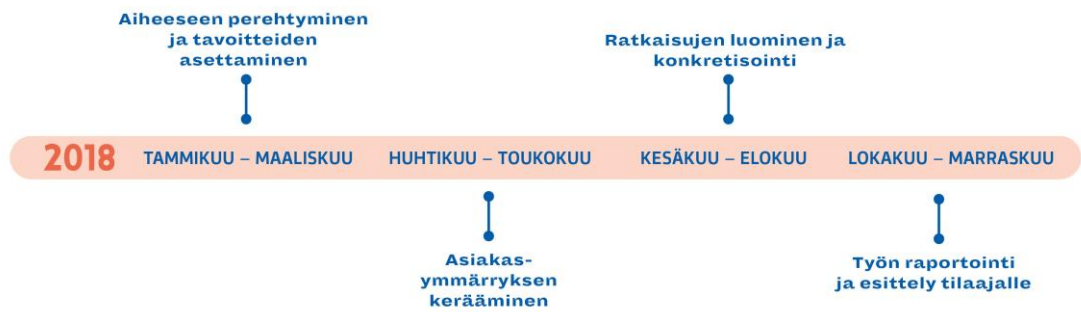 Aiheeseen perehtyminen
ja tavoitteiden
asettaminen
Ratkaisujen luominen ja
konkretisointi
2018 TAMMIKUU – MAALISKUU HUHTIKUU – TOUKOKUU KESÄKUU – ELOKUU LOKAKUU – MARRASKUU
Asiakas-
ymmärryksen
kerääminen
Työn raportointi
ja esittely tilaajalle